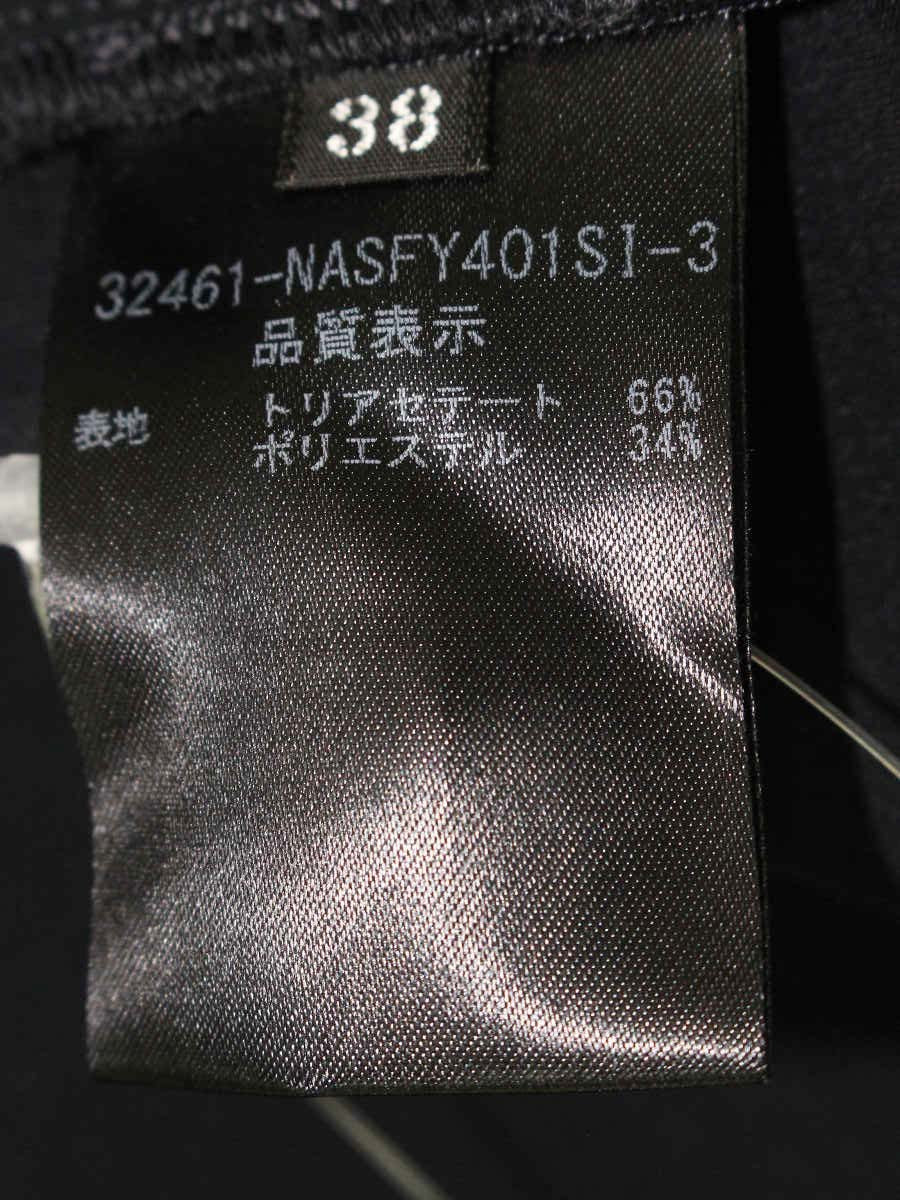 38
32461-NASFY401SI-3
品質表示
表地 トリアセテート 66%
ポリエステル 34%